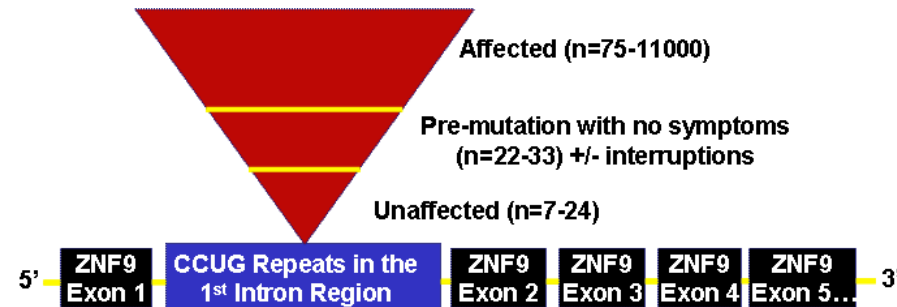 Affected (n=75-11000)
Pre-mutation with no symptoms
(n=22-33) +/- interruptions
Unaffected (n=7-24)
5’ ZNF9 Exon 1 CCUG Repeats in the 1st Intron Region ZNF9 Exon 2 ZNF9 Exon 3 ZNF9 Exon 4 ZNF9 Exon 5... 3’